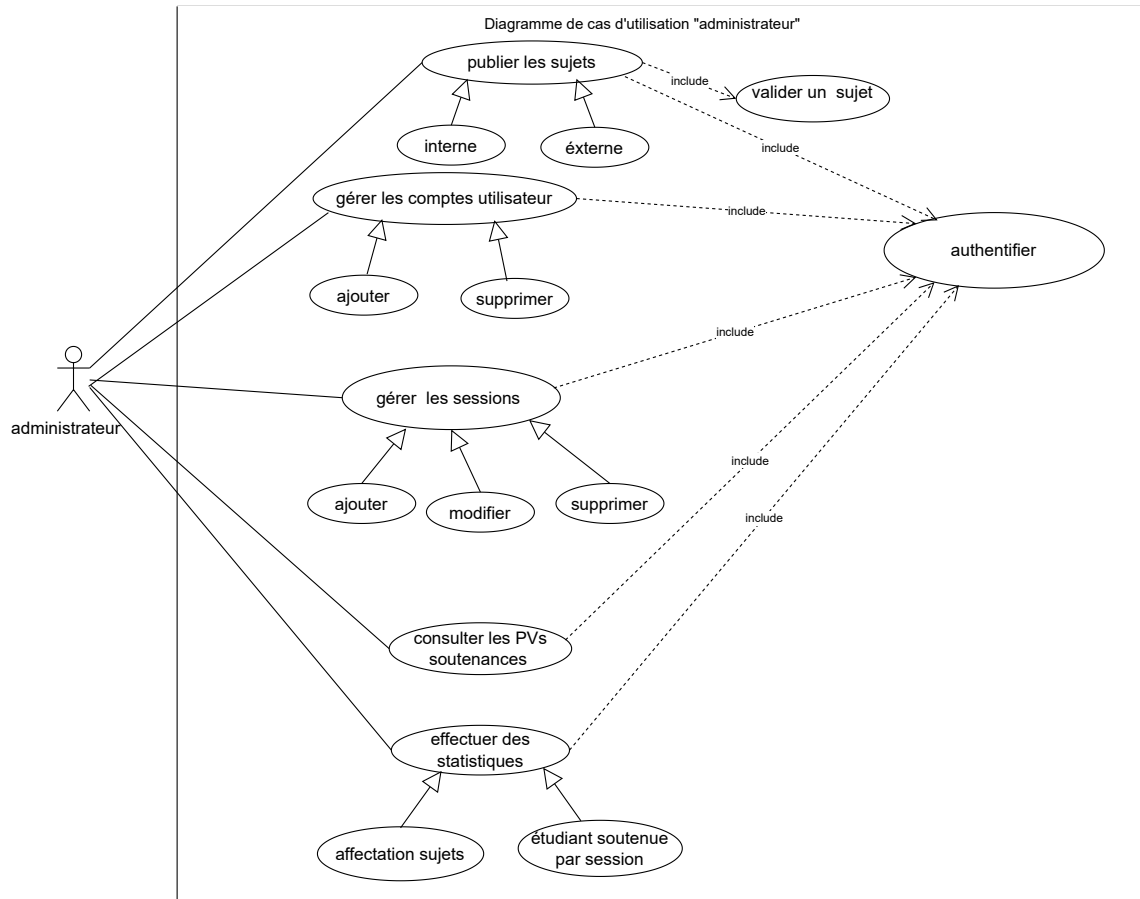 Diagramme de cas d'utilisation "administrateur"
publier les sujets
include
valider un sujet
interne
éxterne
include
gérer les comptes utilisateur
include
authentifier
ajouter
supprimer
include
administrateur
gérer les sessions
include
ajouter
modifier
supprimer
include
consulter les PVs
soutenances
effectuer des
statistiques
affectation sujets
étudiant soutenue
par session